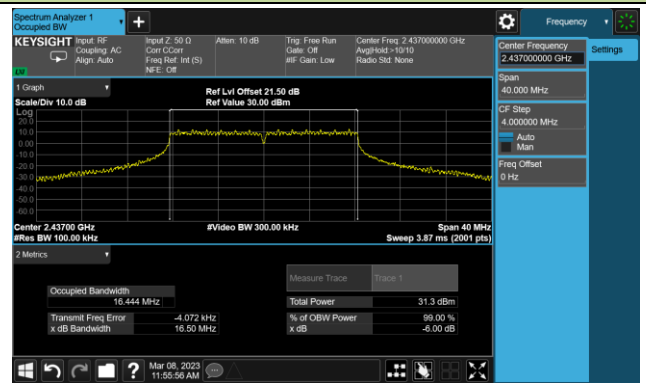 Spectrum Analyzer 1
Occupied BW
Frequency
KEYSIGHT
Input: RF
Coupling: AC
Align: Auto
Input Z: 50 Ω
Corr CCorr
Freq Ref: Int (S)
NFE: Off
Atten: 10 dB
Trig: Free Run
Gate: Off
#IF Gain: Low
Center Freq: 2.437000000 GHz
Avg|Hold:>10/10
Radio Std: None
Center Frequency
2.437000000 GHz
Settings
Span
40.000 MHz
CF Step
4.000000 MHz
Auto
Man
Freq Offset
0 Hz
1 Graph
Scale/Div 10.0 dB
Ref Lvl Offset 21.50 dB
Ref Value 30.00 dBm
Log
20.0
10.0
0.00
-10.0
-20.0
-30.0
-40.0
-50.0
-60.0
Center 2.43700 GHz
#Res BW 100.00 kHz
#Video BW 300.00 kHz
Span 40 MHz
Sweep 3.87 ms (2001 pts)
2 Metrics
Measure Trace
Trace 1
Occupied Bandwidth
16.444 MHz
Total Power
31.3 dBm
Transmit Freq Error
-4.072 kHz
% of OBW Power
99.00 %
x dB Bandwidth
16.50 MHz
x dB
-6.00 dB
Mar 08, 2023
11:55:56 AM